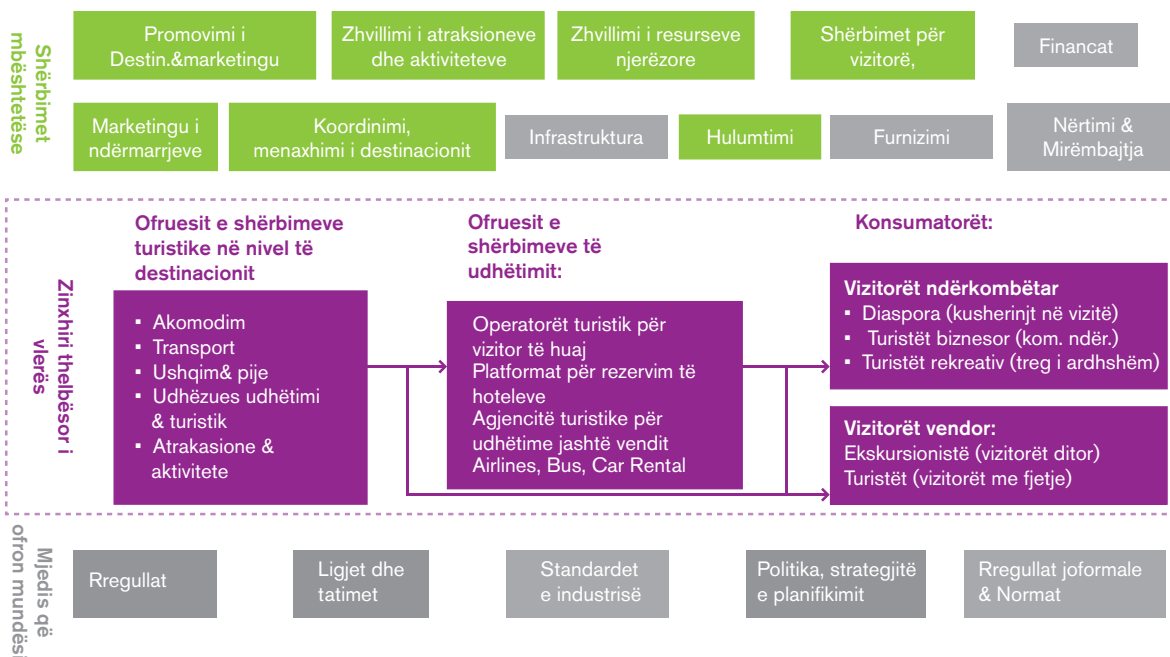 Shërbimet
mbështetëse
Promovimi i
Destin.&marketingu
Zhvillimi i atraksioneve
dhe aktiviteteve
Zhvillimi i resurseve
njerëzore
Shërbimet për
vizitorë,
Financat
Marketingu i
ndërmarrjeve
Koordinimi,
menaxhimi i destinacionit
Infrastruktura
Hulumtimi
Furnizimi
Nërtimi &
Mirëmbajtja
Zinxhiri thelbësor i
vlerës
Ofruesit e shërbimeve
turistike në nivel të
destinacionit
▪ Akomodim
▪ Transport
▪ Ushqim& pije
▪ Udhëzues udhëtimi
& turistik
▪ Atrakasione &
aktivitete
Ofruesit e
shërbimeve të
udhëtimit:
Operatorët turistik për
vizitor të huaj
Platformat për rezervim të
hoteleve
Agjencitë turistike për
udhëtime jashtë vendit
Airlines, Bus, Car Rental
Konsumatorët:
Vizitorët ndërkombëtar
▪ Diaspora (kusherinjt në vizitë)
▪ Turistët biznesor (kom. ndër.)
▪ Turistët rekreativ (treg i ardhshëm)
Vizitorët vendor:
Ekskursionistë (vizitorët ditor)
Turistët (vizitorët me fjetje)
Mjedis që
ofron mundësi
Rregullat
Ligjet dhe
tatimet
Standardet
e industrisë
Politika, strategjitë
e planifikimit
Rregullat joformale
& Normat